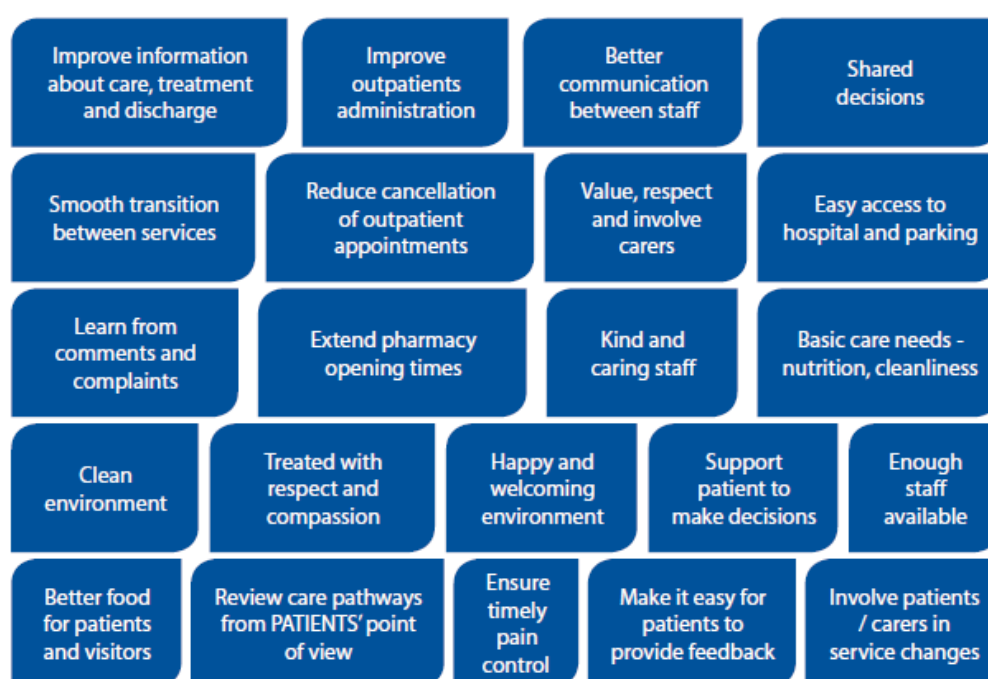 Improve information
about care, treatment
and discharge
Improve
outpatients
administration
Better
communication
between staff
Shared
decisions
Smooth transition
between services
Reduce cancellation
of outpatient
appointments
Value, respect
and involve
carers
Easy access to
hospital and parking
Learn from
comments and
complaints
Extend pharmacy
opening times
Kind and
caring staff
Basic care needs -
nutrition, cleanliness
Clean
environment
Treated with
respect and
compassion
Happy and
welcoming
environment
Support
patient to
make decisions
Enough
staff
available
Better food
for patients
and visitors
Review care pathways
from PATIENTS' point
of view
Ensure
timely
pain
control
Make it easy for
patients to
provide feedback
Involve patients
/ carers in
service changes